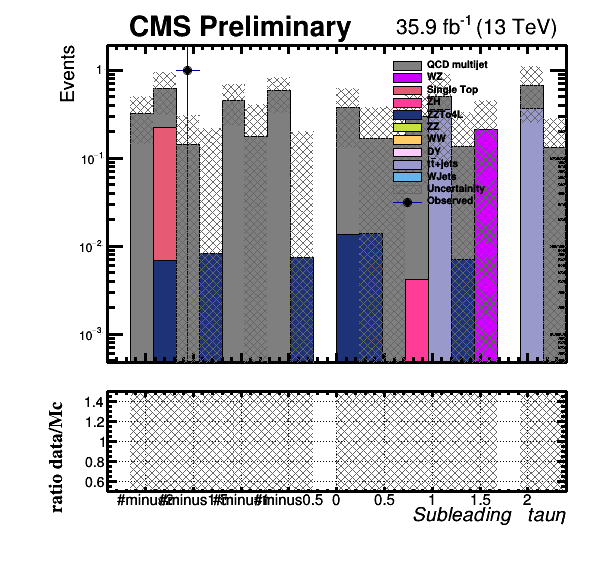 CMS Preliminary 35.9 fb⁻¹ (13 TeV)
Events
1
10⁻¹
10⁻²
10⁻³
QCD multijet
WZ
Single Top
ZH
ZZTo4L
ZZ
WW
DY
tt+jets
WJets
Uncertainity
Observed
ratio data/Mc
1.4
1.2
1
0.8
0.6
#minus2 #minus1.5 #minus1 #minus0.5 0 0.5 1 1.5 2
Subleading tauη